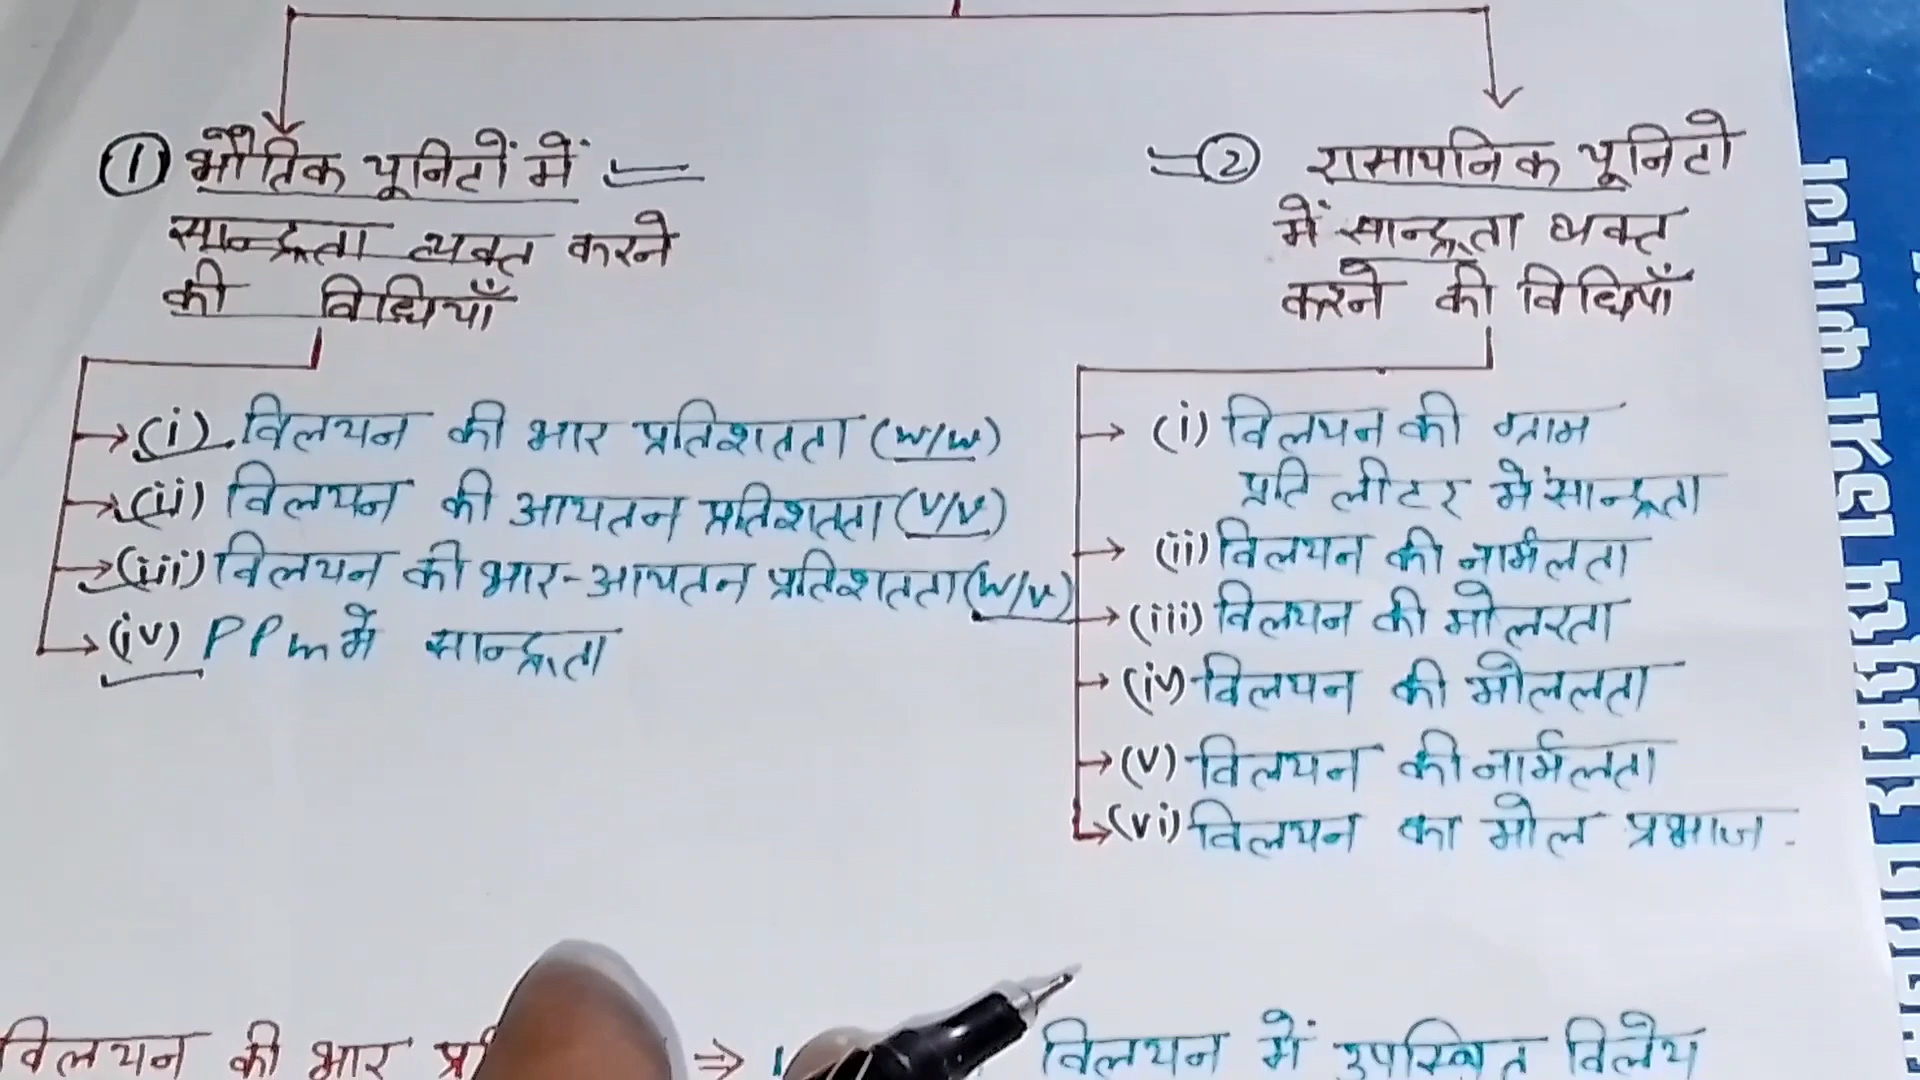 ① भौतिक यूनिटों में
सान्द्रता व्यक्त करने
की विधियाँ
(i) विलयन की भार प्रतिशतता (w/w)
(ii) विलयन की आयतन प्रतिशतता (v/v)
(iii) विलयन की भार-आयतन प्रतिशतता (w/v)
(iv) PPm में सान्द्रता
② रासायनिक यूनिटो
में सान्द्रता व्यक्त
करने की विधियाँ
(i) विलयन की ग्राम
प्रति लीटर में सान्द्रता
(ii) विलयन की नार्मलता
(iii) विलयन की मोलरता
(iv) विलयन की मोललता
(v) विलयन की नार्मलता
(vi) विलयन का मोल प्रभाज
विलयन की भार ⇒ विलयन में उपस्थित विलेय